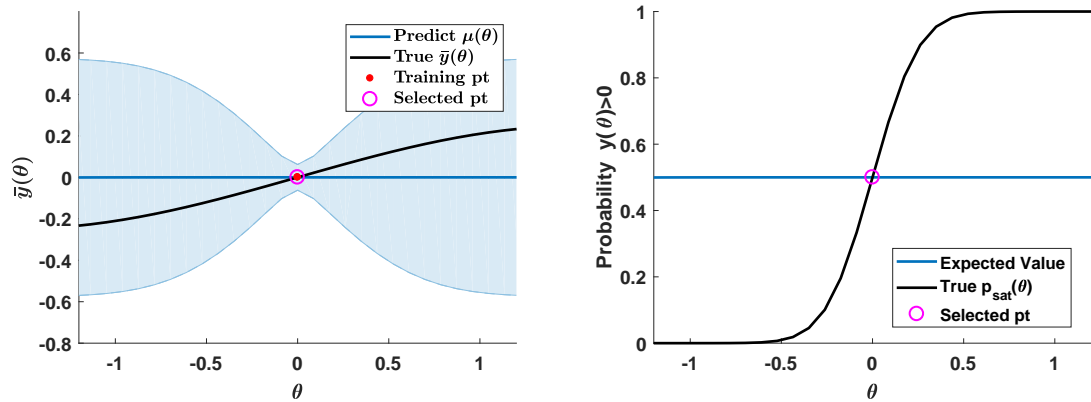 0.6
0.4
0.2
0
-0.2
-0.4
-0.6
-0.8
ȳ(θ)
Predict μ(θ)
True ȳ(θ)
Training pt
Selected pt
-1
-0.5
0
0.5
1
θ
1
0.8
0.6
0.4
0.2
0
Probability y(θ)>0
Expected Value
True p_sat(θ)
Selected pt
-1
-0.5
0
0.5
1
θ